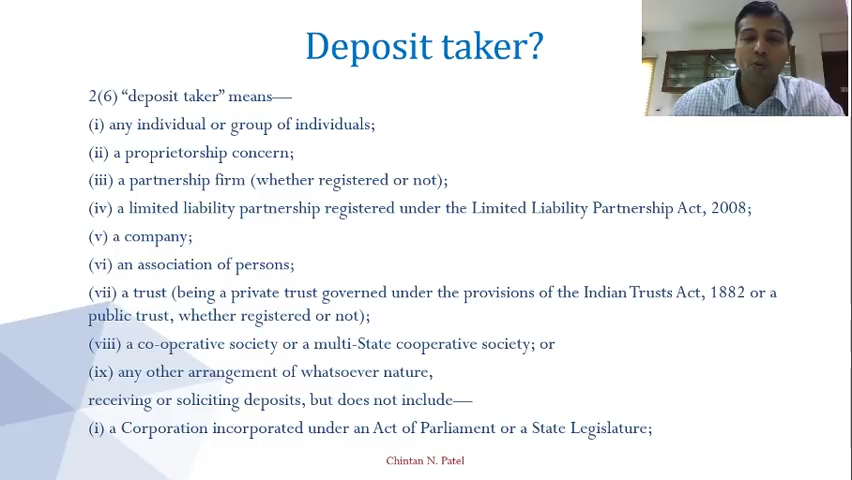 Deposit taker?
2(6) “deposit taker” means—
(i) any individual or group of individuals;
(ii) a proprietorship concern;
(iii) a partnership firm (whether registered or not);
(iv) a limited liability partnership registered under the Limited Liability Partnership Act, 2008;
(v) a company;
(vi) an association of persons;
(vii) a trust (being a private trust governed under the provisions of the Indian Trusts Act, 1882 or a
public trust, whether registered or not);
(viii) a co-operative society or a multi-State cooperative society; or
(ix) any other arrangement of whatsoever nature,
receiving or soliciting deposits, but does not include—
(i) a Corporation incorporated under an Act of Parliament or a State Legislature;
Chintan N. Patel